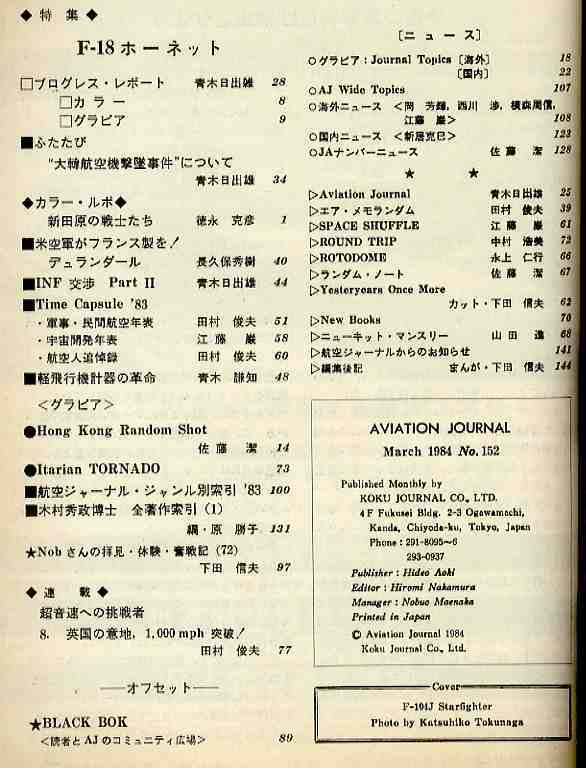 ◆ 特 集 ◆
F-18 ホーネット
□プログレス・レポート 青木日出雄 28
□カ ラ ー 8
□グラビア 9
■ふたたび
“大韓航空機撃墜事件”について
青木日出雄 34
◆カラー・ルポ◆
新田原の戦士たち 徳永 克彦 1
■米空軍がフランス製を!
デュランダール 長久保秀樹 40
■INF 交渉 Part II 青木日出雄 44
■Time Capsule '83
・軍事・民間航空年表 田村 俊夫 51
・宇宙開発年表 江藤 巌 58
・航空人追悼録 田村 俊夫 60
■軽飛行機計器の革命 青木 謙知 48
＜グラビア＞
●Hong Kong Random Shot
佐藤 潔 14
●Itarian TORNADO 73
■航空ジャーナル・ジャンル別索引 '83 100
■木村秀政博士 全著作索引 (1)
編・原 勝子 131
★Nob さんの拝見・体験・奮戦記 (72)
下田 信夫 97
◆ 連 載 ◆
超音速への挑戦者
8. 英国の意地, 1,000 mph 突破!
田村 俊夫 77
──オフセット──
★BLACK BOK
＜読者と AJ のコミュニティ広場＞ 89
〔ニ ュ ー ス〕
○グラビア : Journal Topics 〔海外〕 18
〔国内〕 22
○AJ Wide Topics 107
○海外ニュース ＜岡 芳輝, 西川 渉, 横森周信,
江藤 巌＞ 108
○国内ニュース ＜新居克巳＞ 123
○JAナンバーニュース 佐藤 潔 128
★ ★
▷Aviation Journal 青木日出雄 25
▷エア・メモランダム 田村 俊夫 39
▷SPACE SHUFFLE 江藤 巌 61
▷ROUND TRIP 中村 浩美 72
▷ROTODOME 永上 仁行 66
▷ランダム・ノート 佐藤 潔 67
▷Yesteryears Once More
カット・下田 信夫 62
▷New Books 70
▷ニューキット・マンスリー 山田 進 68
▷航空ジャーナルからのお知らせ 141
▷編集後記 まんが・下田 信夫 144
AVIATION JOURNAL
March 1984 No. 152
Published Monthly by
KOKU JOURNAL CO., LTD.
4 F Fukusei Bldg. 2-3 Ogawamachi,
Kanda, Chiyoda-ku, Tokyo, Japan
Phone : 291-8095~6
293-0937
Publisher : Hideo Aoki
Editor : Hiromi Nakamura
Manager : Nobuo Maenaka
Printed in Japan
© Aviation Journal 1984
Koku Journal Co., Ltd.
Cover
F-104J Starfighter
Photo by Katsuhiko Tokunaga